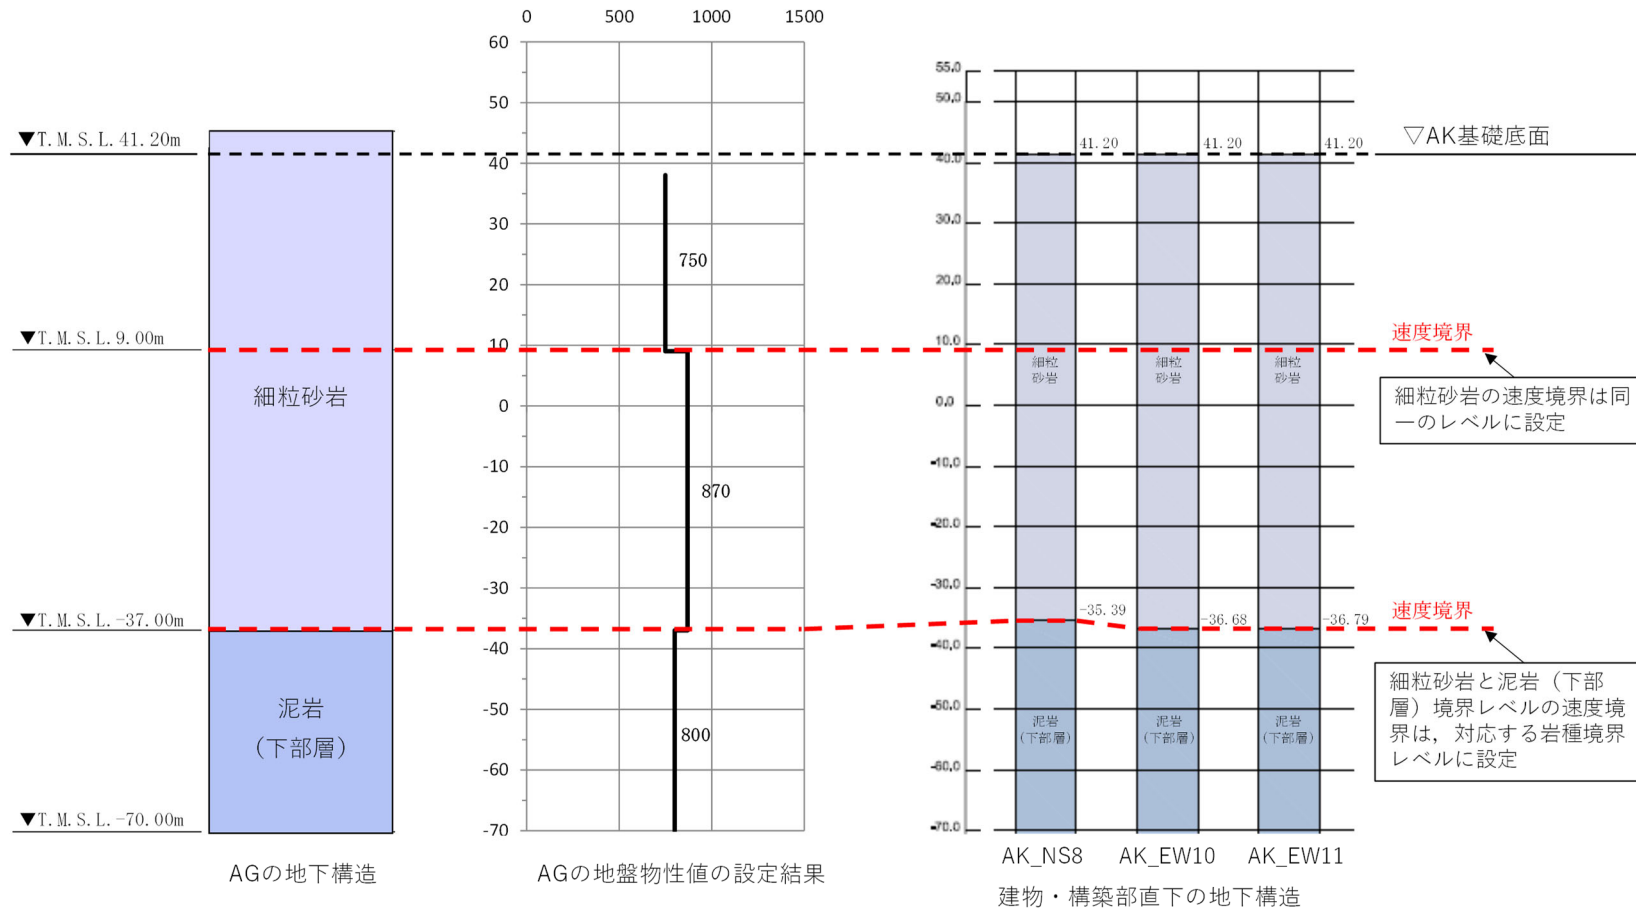 0 500 1000 1500
60
50
40
30
20
10
0
-10
-20
-30
-40
-50
-60
-70
750
870
800
▼T.M.S.L.41.20m
▼T.M.S.L.9.00m
▼T.M.S.L.-37.00m
▼T.M.S.L.-70.00m
細粒砂岩
泥岩
(下部層)
AGの地下構造
AGの地盤物性値の設定結果
55.0
50.0
40.0
30.0
20.0
10.0
0.0
-10.0
-20.0
-30.0
-40.0
-50.0
-60.0
-70.0
41.20 41.20 41.20
細粒 細粒 細粒
砂岩 砂岩 砂岩
-35.39 -36.68 -36.79
泥岩 泥岩 泥岩
(下部層) (下部層) (下部層)
AK_NS8 AK_EW10 AK_EW11
建物・構築部直下の地下構造
▽AK基礎底面
速度境界
細粒砂岩の速度境界は同
一のレベルに設定
速度境界
細粒砂岩と泥岩（下部
層）境界レベルの速度境
界は，対応する岩種境界
レベルに設定